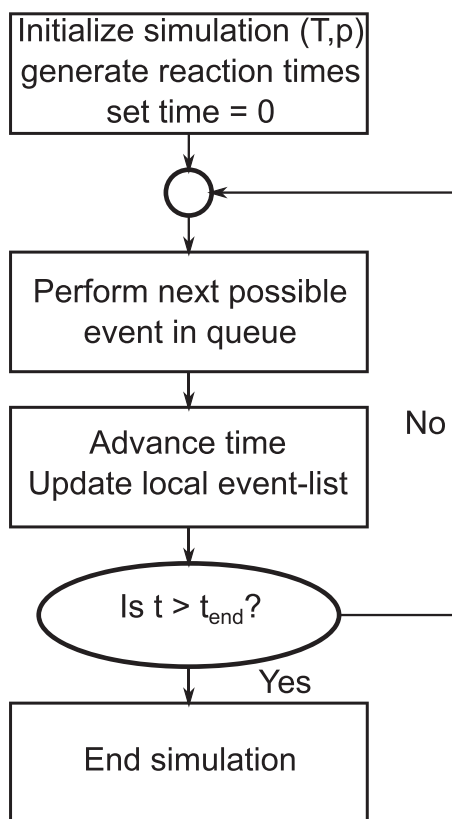 Initialize simulation (T,p)
generate reaction times
set time = 0
Perform next possible
event in queue
Advance time
Update local event-list
No
Is t > t_end?
Yes
End simulation